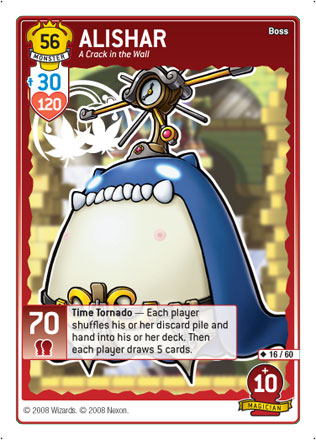 56
MONSTER
ALISHAR
Boss
A Crack in the Wall
30
120
70
Time Tornado — Each player
shuffles his or her discard pile and
hand into his or her deck. Then
each player draws 5 cards.
16 / 60
+
10
MAGICIAN
© 2008 Wizards. © 2008 Nexon.